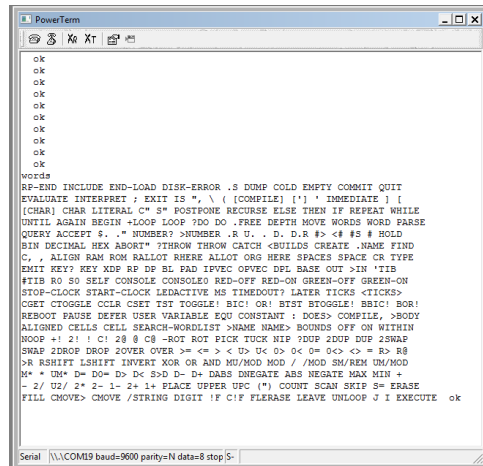 PowerTerm
XR XT
ok
ok
ok
ok
ok
ok
ok
ok
words
RP-END INCLUDE END-LOAD DISK-ERROR .S DUMP COLD EMPTY COMMIT QUIT
EVALUATE INTERPRET ; EXIT IS ", \ ( [COMPILE] ['] ' IMMEDIATE ] [
[CHAR] CHAR LITERAL C" S" POSTPONE RECURSE ELSE THEN IF REPEAT WHILE
UNTIL AGAIN BEGIN +LOOP LOOP ?DO DO .FREE DEPTH MOVE WORDS WORD PARSE
QUERY ACCEPT $. ." NUMBER? >NUMBER .R U. . D. D.R #> <# #S # HOLD
BIN DECIMAL HEX ABORT" ?THROW THROW CATCH <BUILDS CREATE .NAME FIND
C, , ALIGN RAM ROM RALLOT RHERE ALLOT ORG HERE SPACES SPACE CR TYPE
EMIT KEY? KEY XDP RP DP BL PAD IPVEC OPVEC DPL BASE OUT >IN 'TIB
#TIB R0 S0 SELF CONSOLE CONSOLE0 RED-OFF RED-ON GREEN-OFF GREEN-ON
STOP-CLOCK START-CLOCK LEDACTIVE MS TIMEOUT? LATER TICKS <TICKS>
CGET CTOGGLE CCLR CSET TST TOGGLE! BIC! OR! BTST BTOGGLE! BBIC! BOR!
REBOOT PAUSE DEFER USER VARIABLE EQU CONSTANT : DOES> COMPILE, >BODY
ALIGNED CELLS CELL SEARCH-WORDLIST >NAME NAME> BOUNDS OFF ON WITHIN
NOOP +! 2! ! C! 2@ @ C@ -ROT ROT PICK TUCK NIP ?DUP 2DUP DUP 2SWAP
SWAP 2DROP DROP 2OVER OVER >= <= > < U> U< 0> 0< 0= 0<> <> = R> R@
>R RSHIFT LSHIFT INVERT XOR OR AND MU/MOD MOD / /MOD SM/REM UM/MOD
M* * UM* D= D0= D> D< S>D D- D+ DABS DNEGATE ABS NEGATE MAX MIN +
- 2/ U2/ 2* 2- 1- 2+ 1+ PLACE UPPER UPC (") COUNT SCAN SKIP S= ERASE
FILL CMOVE> CMOVE /STRING DIGIT !F C!F FLERASE LEAVE UNLOOP J I EXECUTE ok
Serial \\.\COM19 baud=9600 parity=N data=8 stop S-